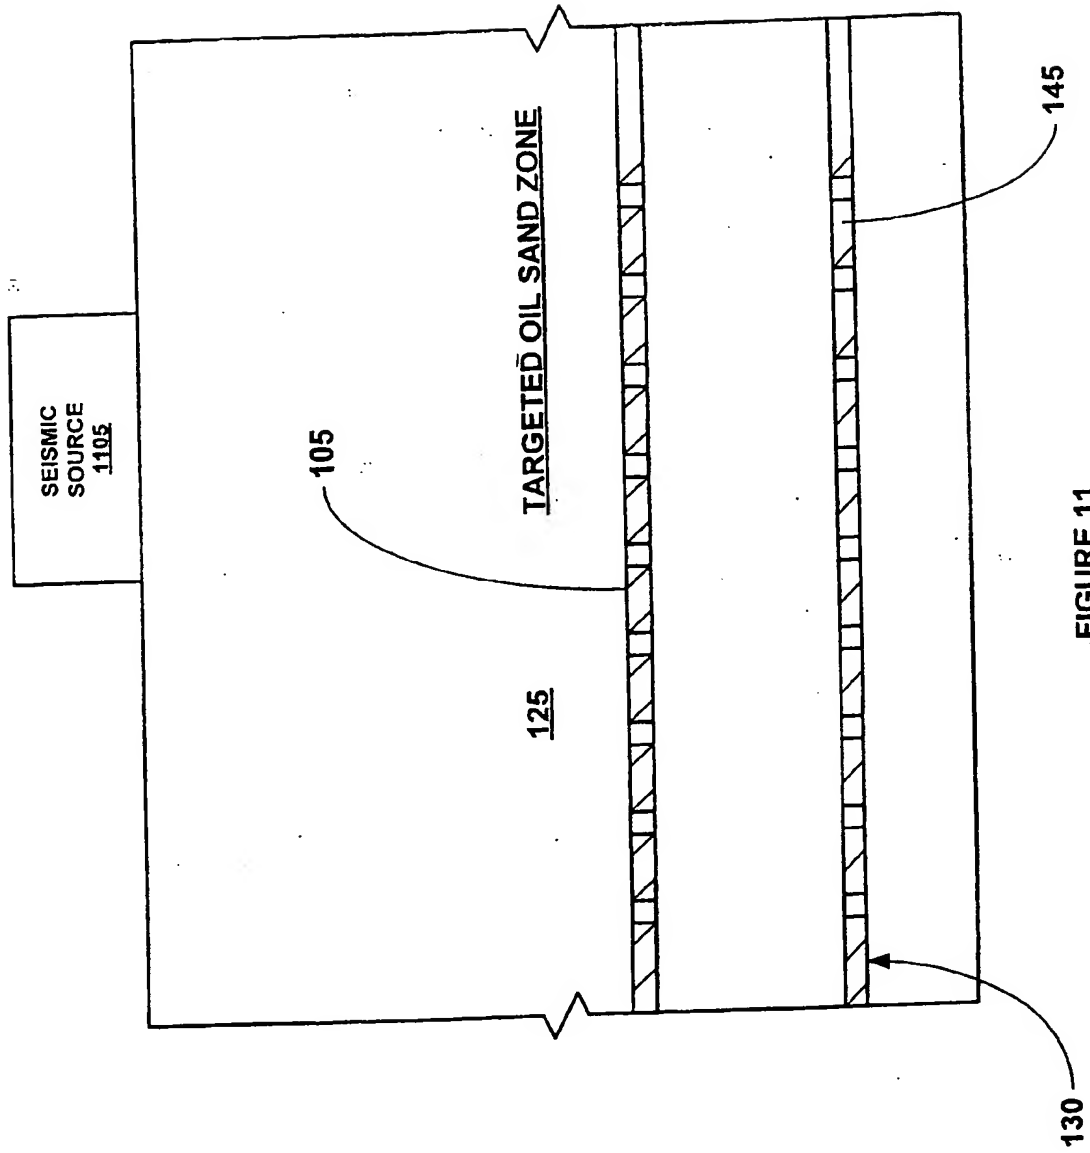 SEISMIC
SOURCE
1105
105
TARGETED OIL SAND ZONE
125
145
130
FIGURE 11